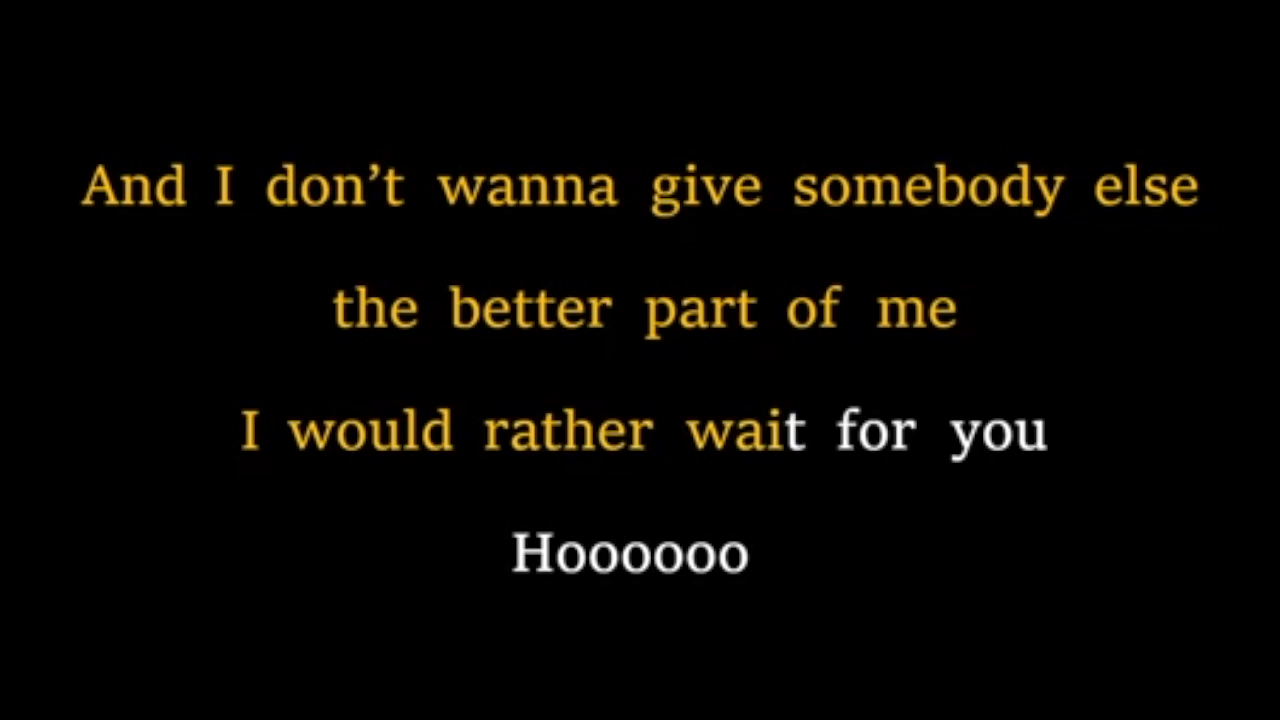 And I don’t wanna give somebody else
the better part of me
I would rather wait for you
Hoooooo